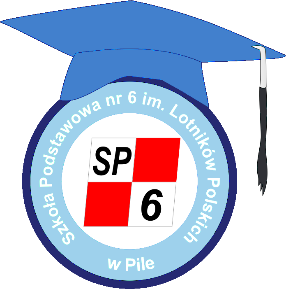 Szkoła Podstawowa nr 6 im. Lotników Polskich
w Pile
SP
6